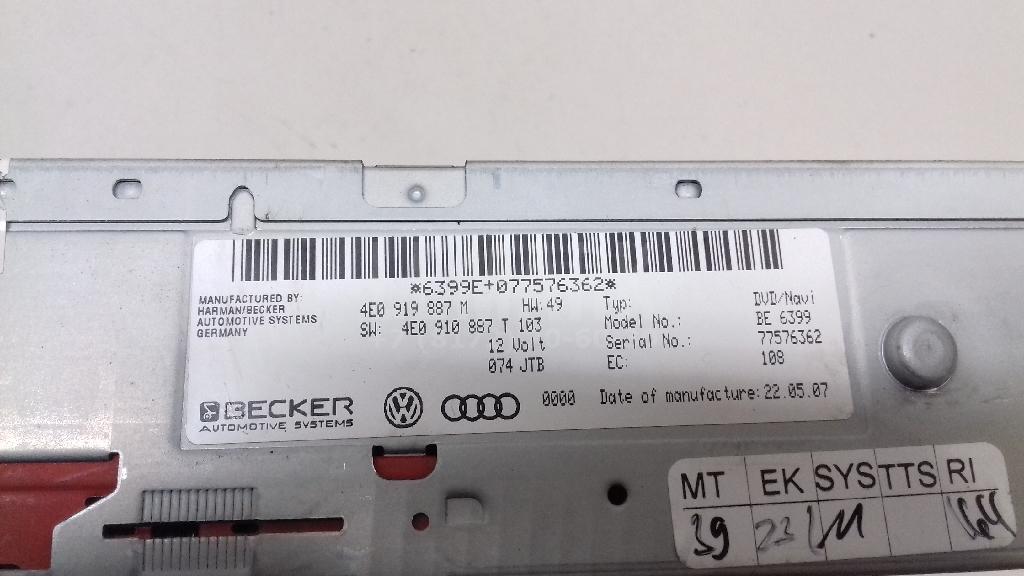 *6399E+077576362*
MANUFACTURED BY:
HARMAN/BECKER
AUTOMOTIVE SYSTEMS
GERMANY
4E0 919 887 M HW:49
SW: 4E0 910 887 T 103
12 Volt
074 JTB
Typ: DVD/Navi
Model No.: BE 6399
Serial No.: 77576362
EC: 108
BECKER
AUTOMOTIVE SYSTEMS
0000 Date of manufacture: 22.05.07
MT EK SYS TTS RI
39 23 11